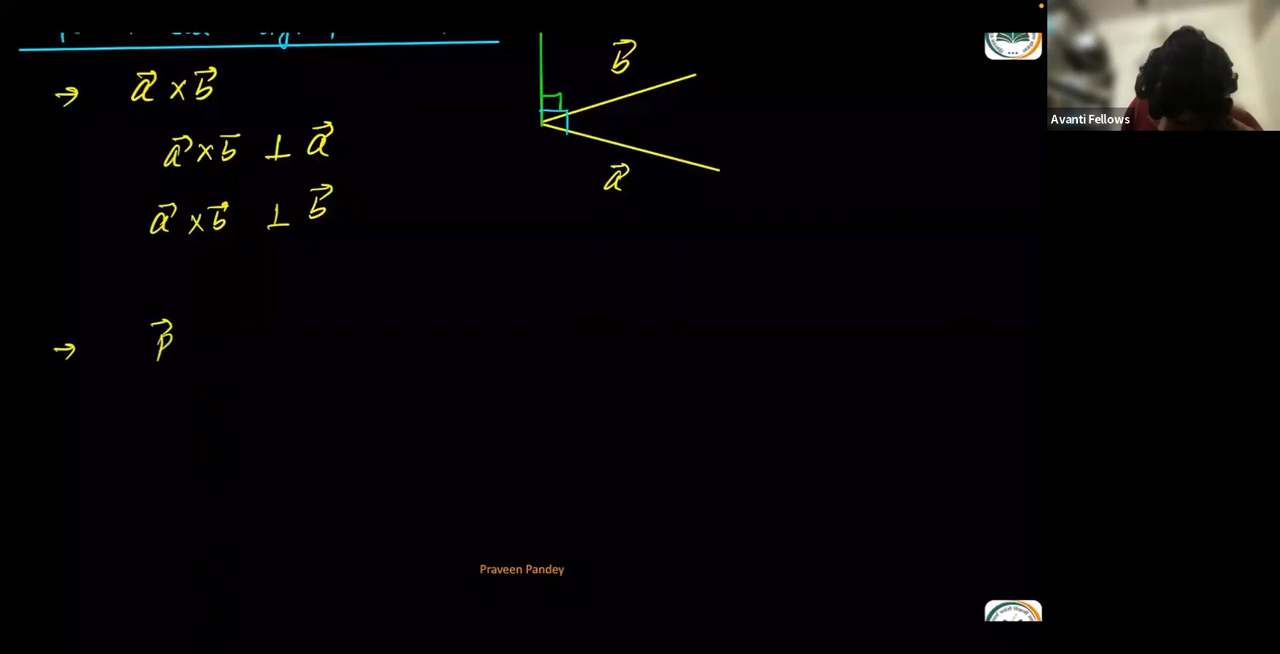 → a⃗ × b⃗
a⃗ × b⃗ ⊥ a⃗
a⃗ × b⃗ ⊥ b⃗
→ p⃗
b⃗
a⃗
Avanti Fellows
Praveen Pandey